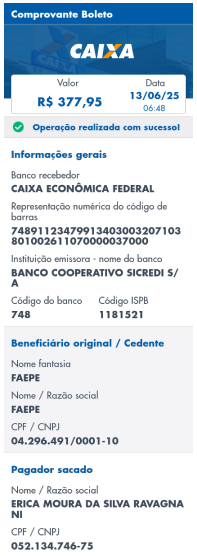 Comprovante Boleto
CAIXA
Valor
R$ 377,95
Data
13/06/25
06:48
Operação realizada com sucesso!
Informações gerais
Banco recebedor
CAIXA ECONÔMICA FEDERAL
Representação numérica do código de
barras
74891123479913403003207103
80100261107000003​7000
Instituição emissora - nome do banco
BANCO COOPERATIVO SICREDI S/
A
Código do banco
748
Código ISPB
1181521
Beneficiário original / Cedente
Nome fantasia
FAEPE
Nome / Razão social
FAEPE
CPF / CNPJ
04.296.491/0001-10
Pagador sacado
Nome / Razão social
ERICA MOURA DA SILVA RAVAGNA
NI
CPF / CNPJ
052.134.746-75